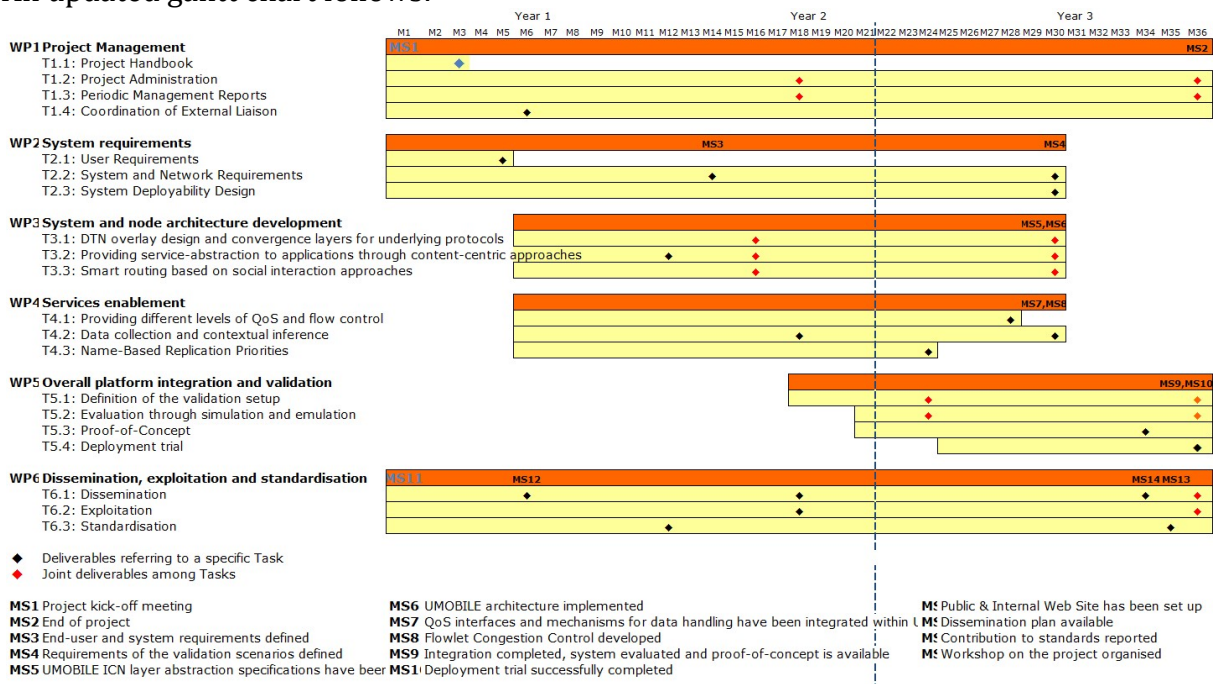 Year 1 Year 2 Year 3
M1 M2 M3 M4 M5 M6 M7 M8 M9 M10 M11 M12 M13 M14 M15 M16 M17 M18 M19 M20 M21 M22 M23 M24 M25 M26 M27 M28 M29 M30 M31 M32 M33 M34 M35 M36
WP1 Project Management MS1 MS2
T1.1: Project Handbook
T1.2: Project Administration
T1.3: Periodic Management Reports
T1.4: Coordination of External Liaison
WP2 System requirements MS3 MS4
T2.1: User Requirements
T2.2: System and Network Requirements
T2.3: System Deployability Design
WP3 System and node architecture development MS5,MS6
T3.1: DTN overlay design and convergence layers for underlying protocols
T3.2: Providing service-abstraction to applications through content-centric approaches
T3.3: Smart routing based on social interaction approaches
WP4 Services enablement MS7,MS8
T4.1: Providing different levels of QoS and flow control
T4.2: Data collection and contextual inference
T4.3: Name-Based Replication Priorities
WP5 Overall platform integration and validation MS9,MS10
T5.1: Definition of the validation setup
T5.2: Evaluation through simulation and emulation
T5.3: Proof-of-Concept
T5.4: Deployment trial
WP6 Dissemination, exploitation and standardisation MS11 MS12 MS14 MS13
T6.1: Dissemination
T6.2: Exploitation
T6.3: Standardisation
Deliverables referring to a specific Task
Joint deliverables among Tasks
MS1 Project kick-off meeting MS6 UMOBILE architecture implemented Public & Internal Web Site has been set up
MS2 End of project MS7 QoS interfaces and mechanisms for data handling have been integrated within Dissemination plan available
MS3 End-user and system requirements defined MS8 Flowlet Congestion Control developed Contribution to standards reported
MS4 Requirements of the validation scenarios defined MS9 Integration completed, system evaluated and proof-of-concept is available Workshop on the project organised
MS5 UMOBILE ICN layer abstraction specifications have been MS1 Deployment trial successfully completed